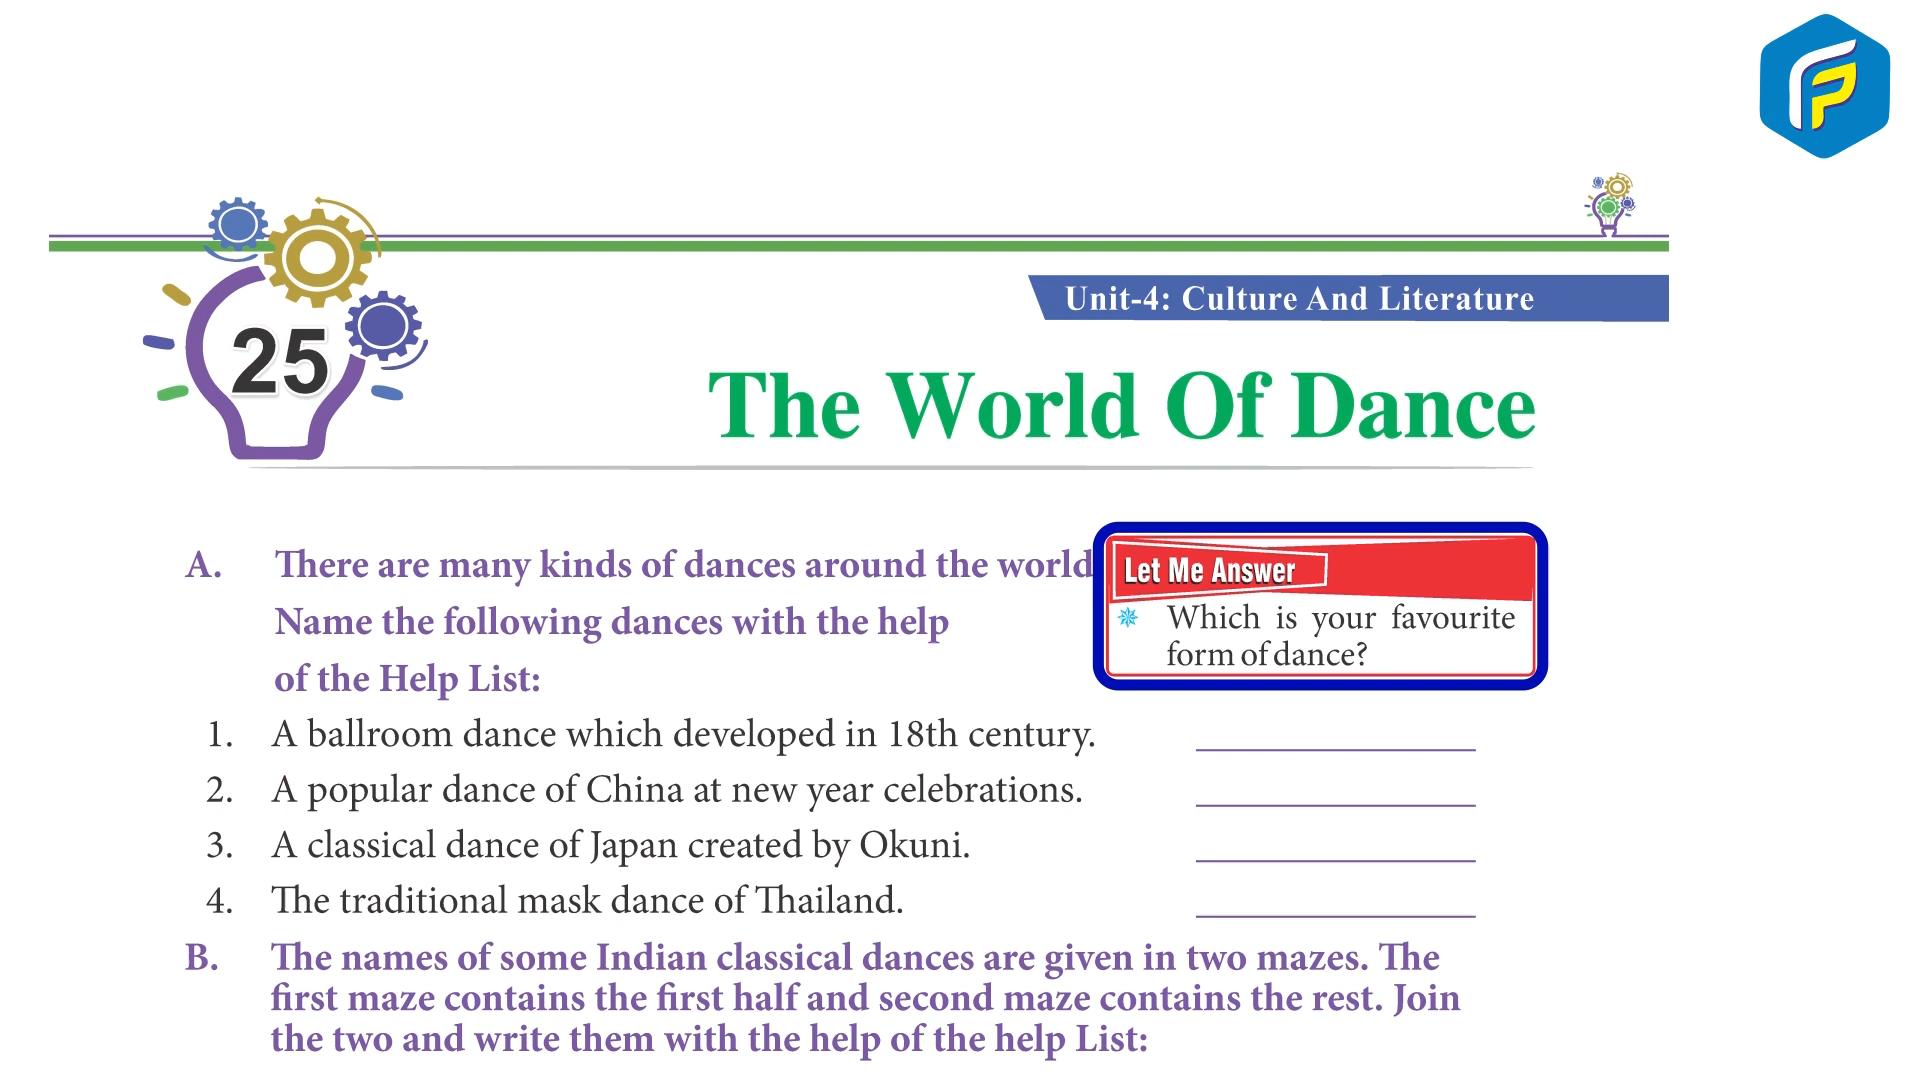 Unit-4: Culture And Literature
25
The World Of Dance
A. There are many kinds of dances around the world
Name the following dances with the help
of the Help List:
Let Me Answer
Which is your favourite
form of dance?
1. A ballroom dance which developed in 18th century.
2. A popular dance of China at new year celebrations.
3. A classical dance of Japan created by Okuni.
4. The traditional mask dance of Thailand.
B. The names of some Indian classical dances are given in two mazes. The
first maze contains the first half and second maze contains the rest. Join
the two and write them with the help of the help List: